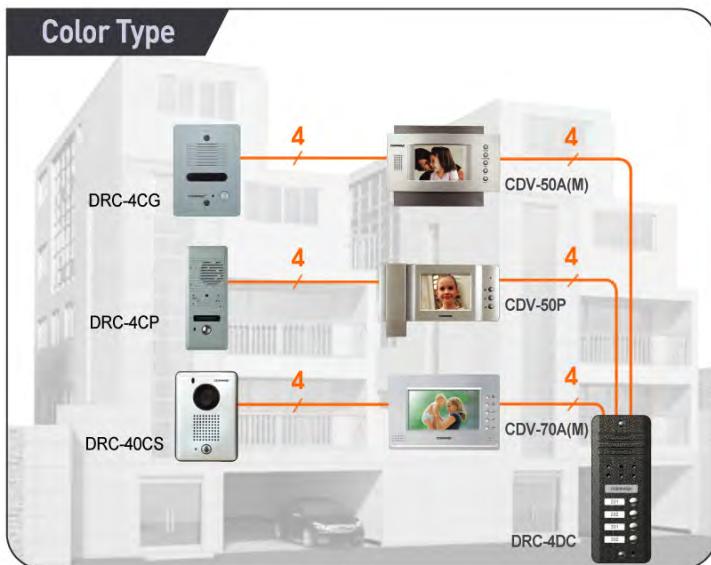 Color Type
4
4
DRC-4CG
CDV-50A(M)
4
4
DRC-4CP
CDV-50P
4
4
DRC-40CS
CDV-70A(M)
DRC-4DC